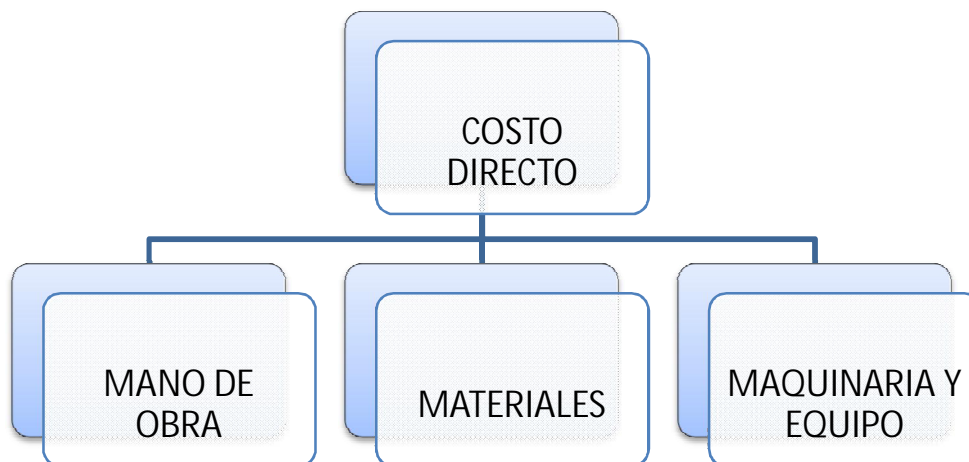 COSTO
DIRECTO
MANO DE
OBRA
MATERIALES
MAQUINARIA Y
EQUIPO